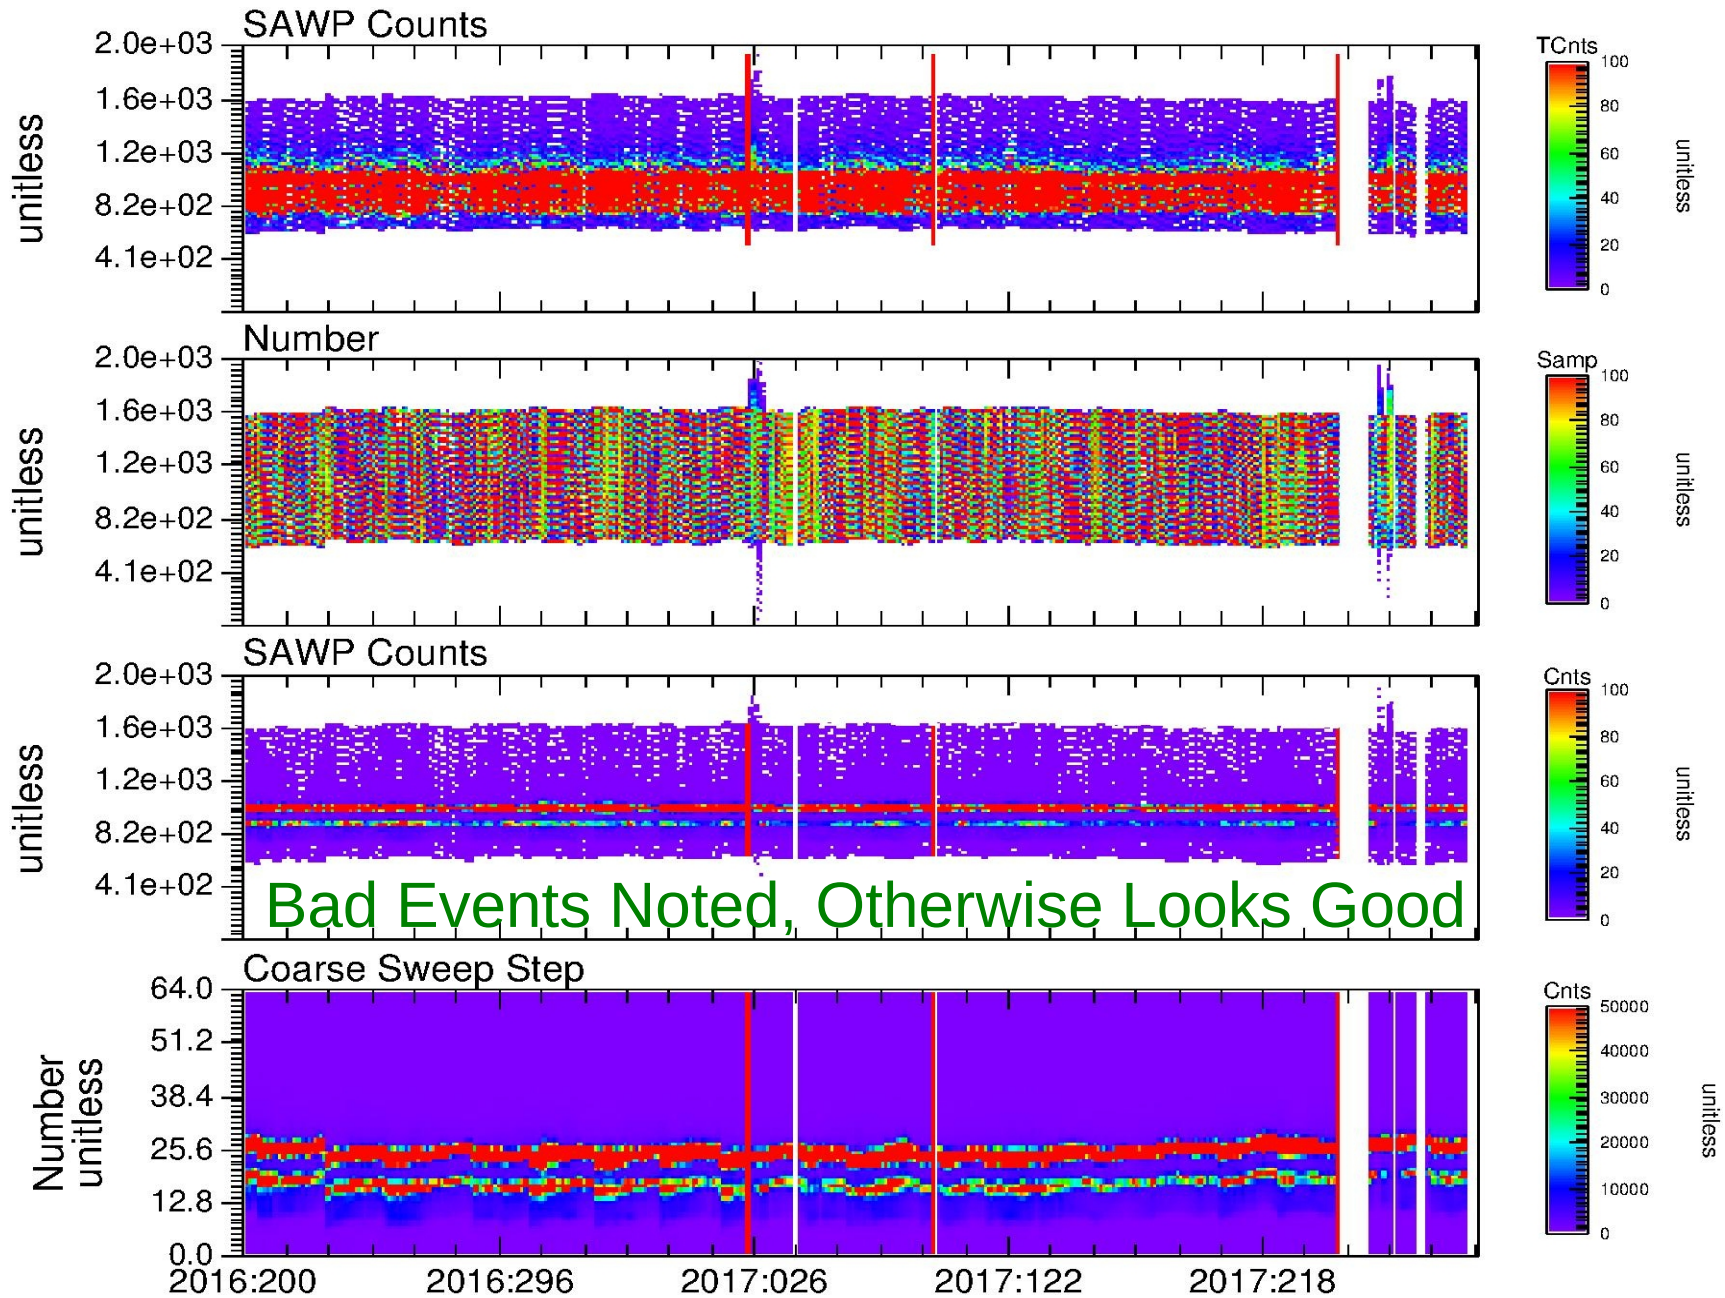 SAWP Counts
2.0e+03
1.6e+03
1.2e+03
8.2e+02
4.1e+02
unitless
TCnts
100
80
60
40
20
0
unitless
Number
2.0e+03
1.6e+03
1.2e+03
8.2e+02
4.1e+02
unitless
Samp
100
80
60
40
20
0
unitless
SAWP Counts
2.0e+03
1.6e+03
1.2e+03
8.2e+02
4.1e+02
unitless
Bad Events Noted, Otherwise Looks Good
Cnts
100
80
60
40
20
0
unitless
Coarse Sweep Step
64.0
51.2
38.4
25.6
12.8
0.0
Number
unitless
Cnts
50000
40000
30000
20000
10000
0
unitless
2016:200 2016:296 2017:026 2017:122 2017:218